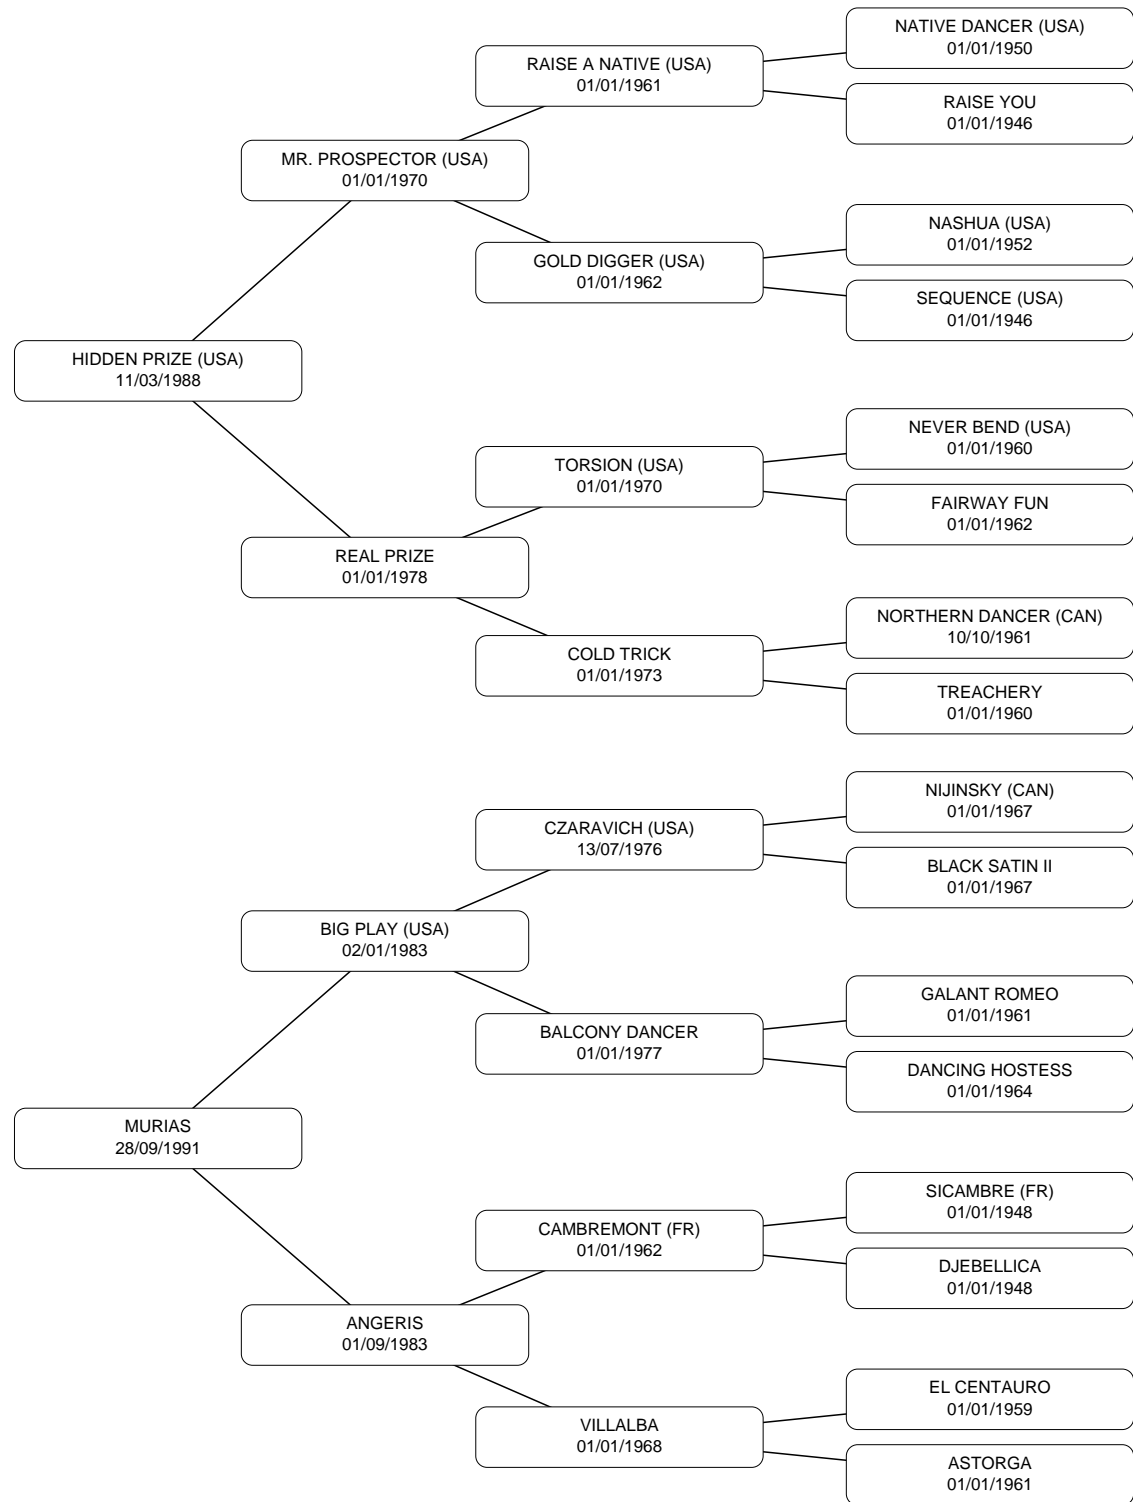 NATIVE DANCER (USA)
01/01/1950
RAISE A NATIVE (USA)
01/01/1961
RAISE YOU
01/01/1946
MR. PROSPECTOR (USA)
01/01/1970
NASHUA (USA)
01/01/1952
GOLD DIGGER (USA)
01/01/1962
SEQUENCE (USA)
01/01/1946
HIDDEN PRIZE (USA)
11/03/1988
NEVER BEND (USA)
01/01/1960
TORSION (USA)
01/01/1970
FAIRWAY FUN
01/01/1962
REAL PRIZE
01/01/1978
NORTHERN DANCER (CAN)
10/10/1961
COLD TRICK
01/01/1973
TREACHERY
01/01/1960
NIJINSKY (CAN)
01/01/1967
CZARAVICH (USA)
13/07/1976
BLACK SATIN II
01/01/1967
BIG PLAY (USA)
02/01/1983
GALANT ROMEO
01/01/1961
BALCONY DANCER
01/01/1977
DANCING HOSTESS
01/01/1964
MURIAS
28/09/1991
SICAMBRE (FR)
01/01/1948
CAMBREMONT (FR)
01/01/1962
DJEBELLICA
01/01/1948
ANGERIS
01/09/1983
EL CENTAURO
01/01/1959
VILLALBA
01/01/1968
ASTORGA
01/01/1961